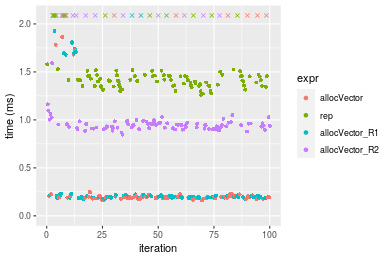 2.0
1.5
1.0
0.5
0.0
time (ms)
0
25
50
75
100
iteration
expr
allocVector
rep
allocVector_R1
allocVector_R2